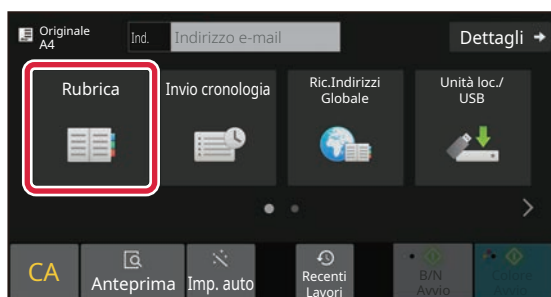 Originale
A4
Ind.
Indirizzo e-mail
Dettagli
Rubrica
Invio cronologia
Ric.Indirizzi
Globale
Unità loc./
USB
CA
Anteprima
Imp. auto
Recenti
Lavori
B/N
Avvio
Colore
Avvio